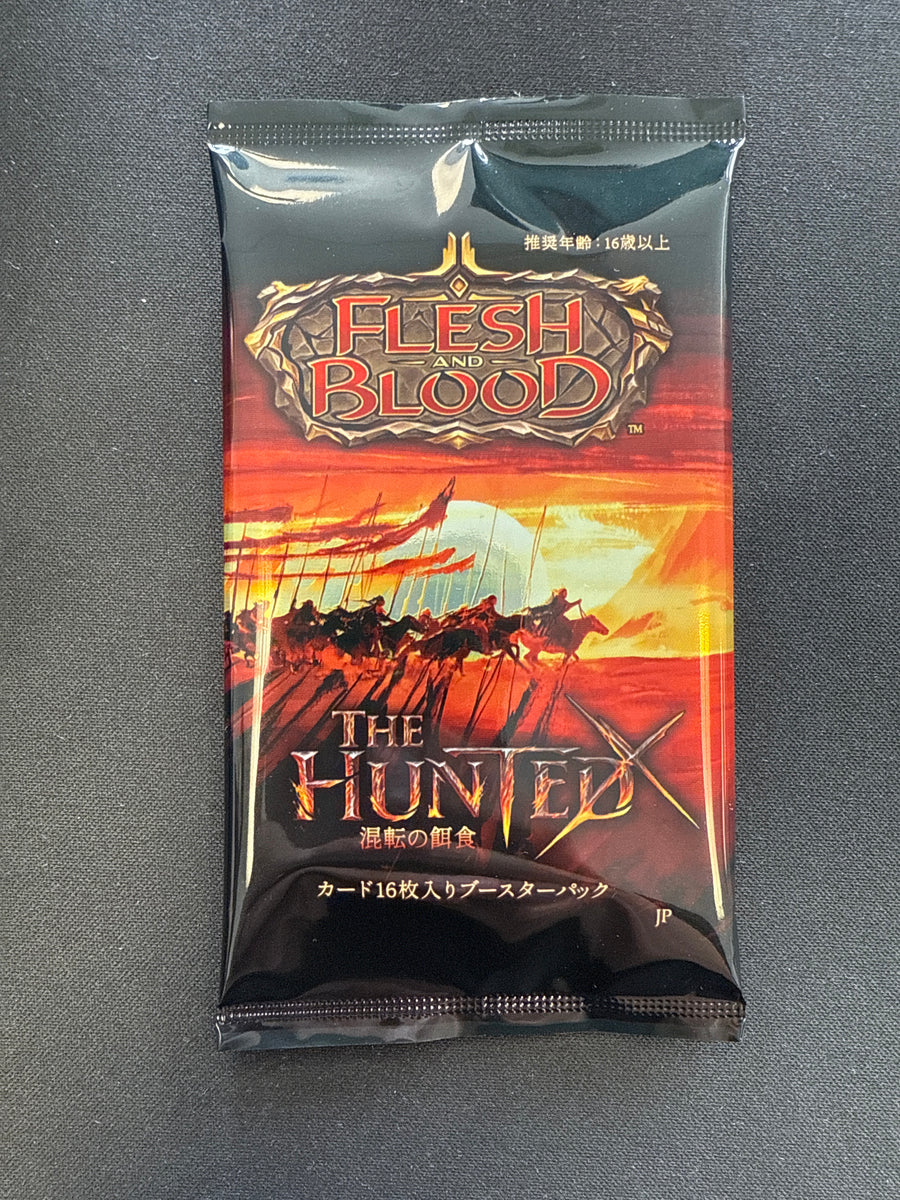 推奨年齢：16歳以上
FLESH
AND
BLOOD
TM
THE
HUNTED
混転の餌食
カード16枚入りブースターパック
JP